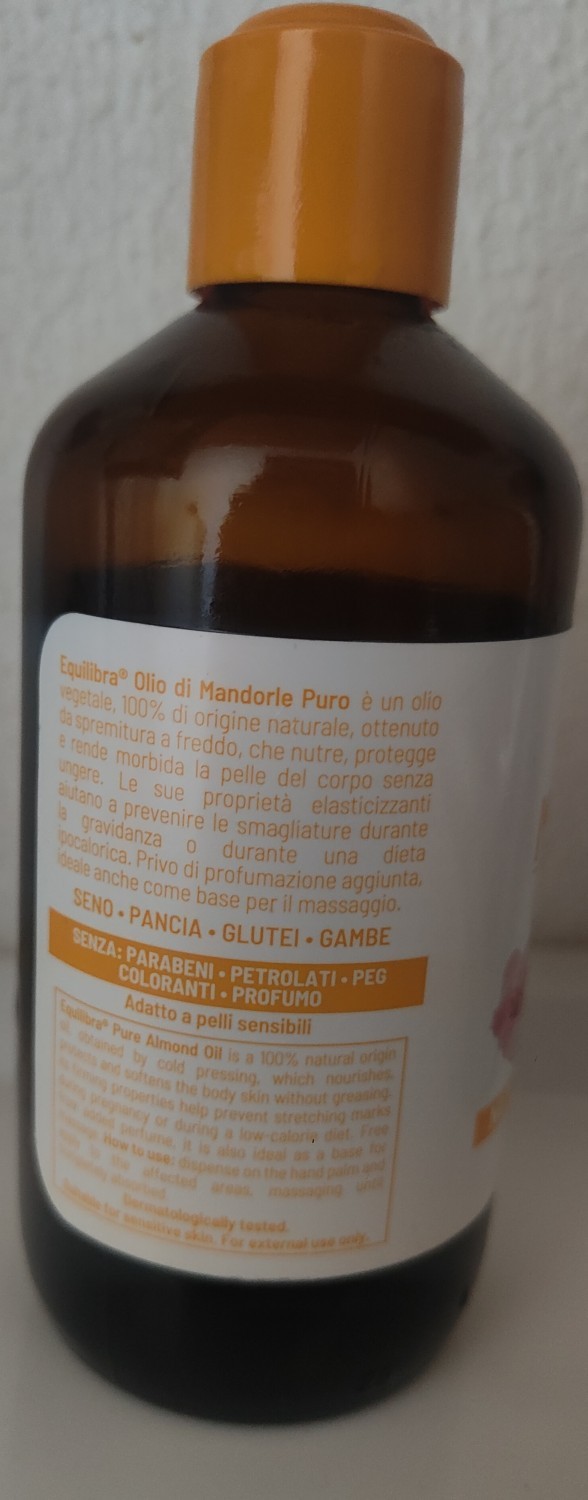 Equilibra® Olio di Mandorle Puro è un olio
vegetale, 100% di origine naturale, ottenuto
da spremitura a freddo, che nutre, protegge
e rende morbida la pelle del corpo senza
ungere. Le sue proprietà elasticizzanti
aiutano a prevenire le smagliature durante
la gravidanza o durante una dieta
ipocalorica. Privo di profumazione aggiunta,
ideale anche come base per il massaggio.
SENO • PANCIA • GLUTEI • GAMBE
SENZA: PARABENI • PETROLATI • PEG
COLORANTI • PROFUMO
Adatto a pelli sensibili
Equilibra® Pure Almond Oil is a 100% natural origin
oil, obtained by cold pressing, which nourishes,
protects and softens the body skin without greasing.
Its toning properties help prevent stretching marks
during pregnancy or during a low-calorie diet. Free
from added perfume, it is also ideal as a base for
massage. How to use: dispense on the hand palm and
apply to the affected areas, massaging until
completely absorbed.
Dermatologically tested.
Suitable for sensitive skin. For external use only.